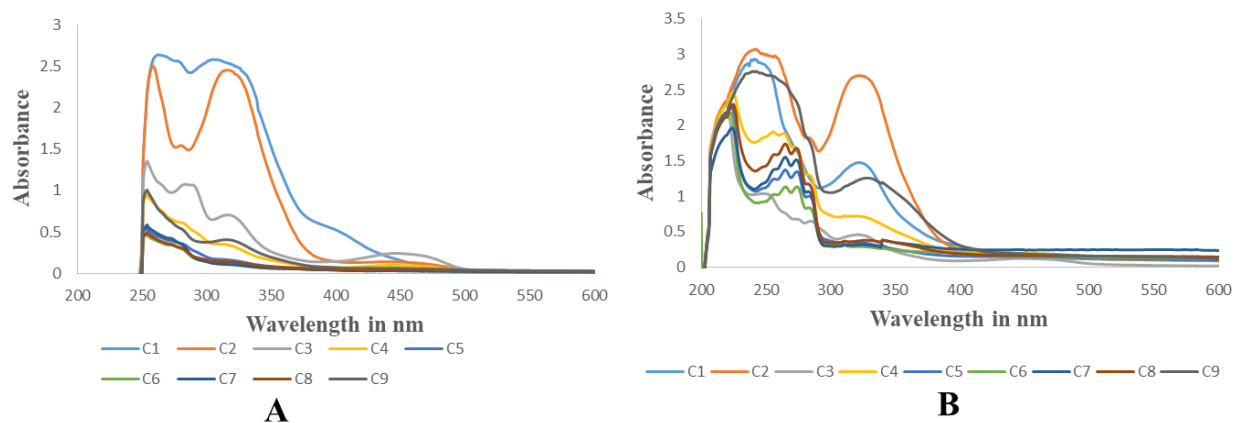 3
2.5
2
1.5
1
0.5
0
Absorbance
200 250 300 350 400 450 500 550 600
Wavelength in nm
C1 C2 C3 C4 C5
C6 C7 C8 C9
A
3.5
3
2.5
2
1.5
1
0.5
0
Absorbance
200 250 300 350 400 450 500 550 600
Wavelength in nm
C1 C2 C3 C4 C5 C6 C7 C8 C9
B